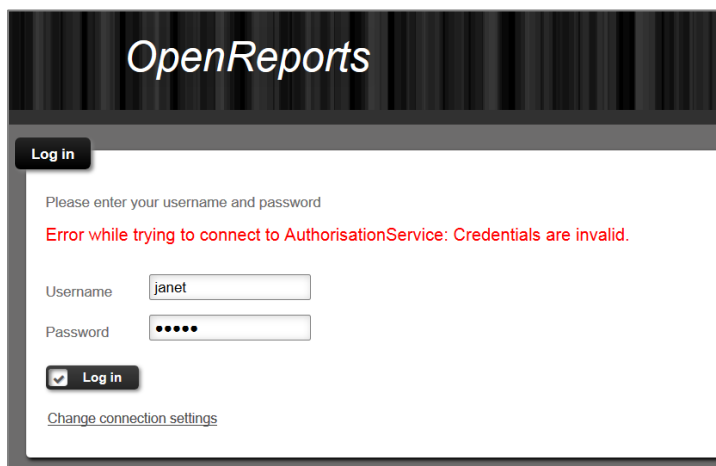 OpenReports
Log in
Please enter your username and password
Error while trying to connect to AuthorisationService: Credentials are invalid.
Username janet
Password •••••
Log in
Change connection settings